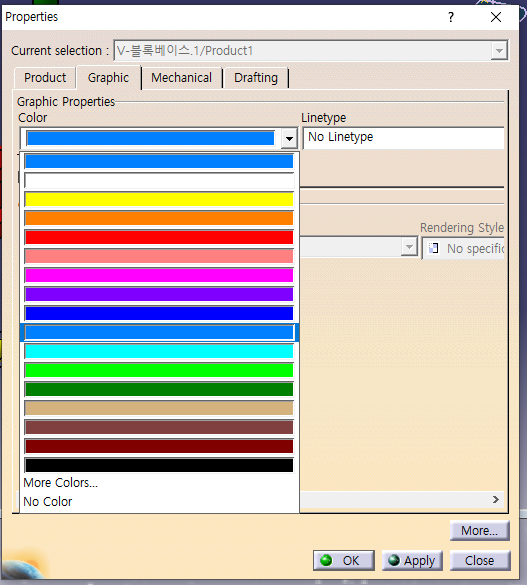 Properties
?
Current selection : V-블록베이스.1/Product1
Product Graphic Mechanical Drafting
Graphic Properties
Color Linetype
No Linetype
Rendering Style
No specific
More Colors...
No Color
More...
OK Apply Close